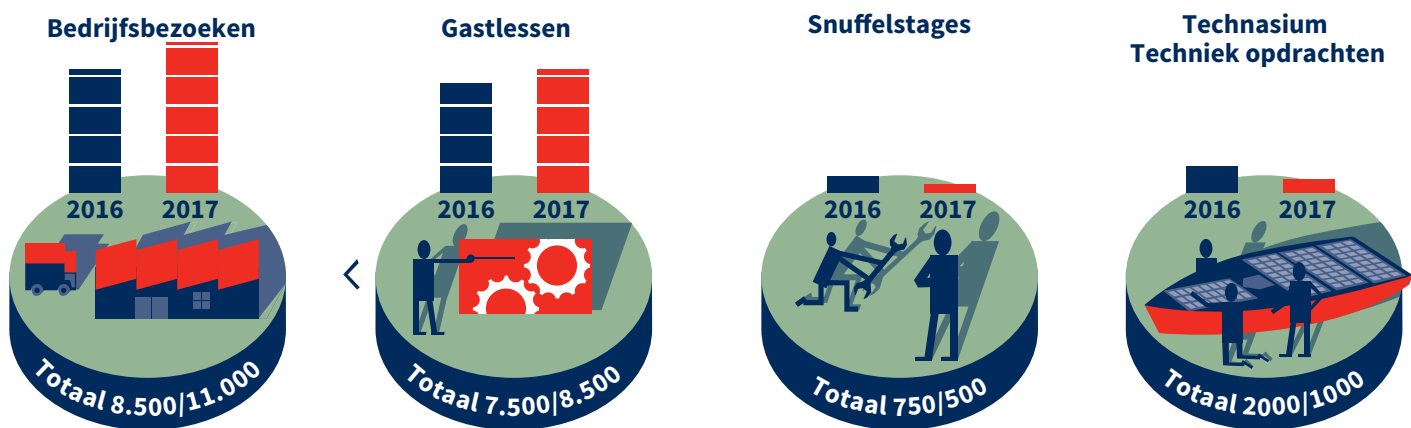 Bedrijfsbezoeken
2016 2017
Totaal 8.500/11.000
Gastlessen
2016 2017
Totaal 7.500/8.500
Snuffelstages
2016 2017
Totaal 750/500
Technasium
Techniek opdrachten
2016 2017
Totaal 2000/1000